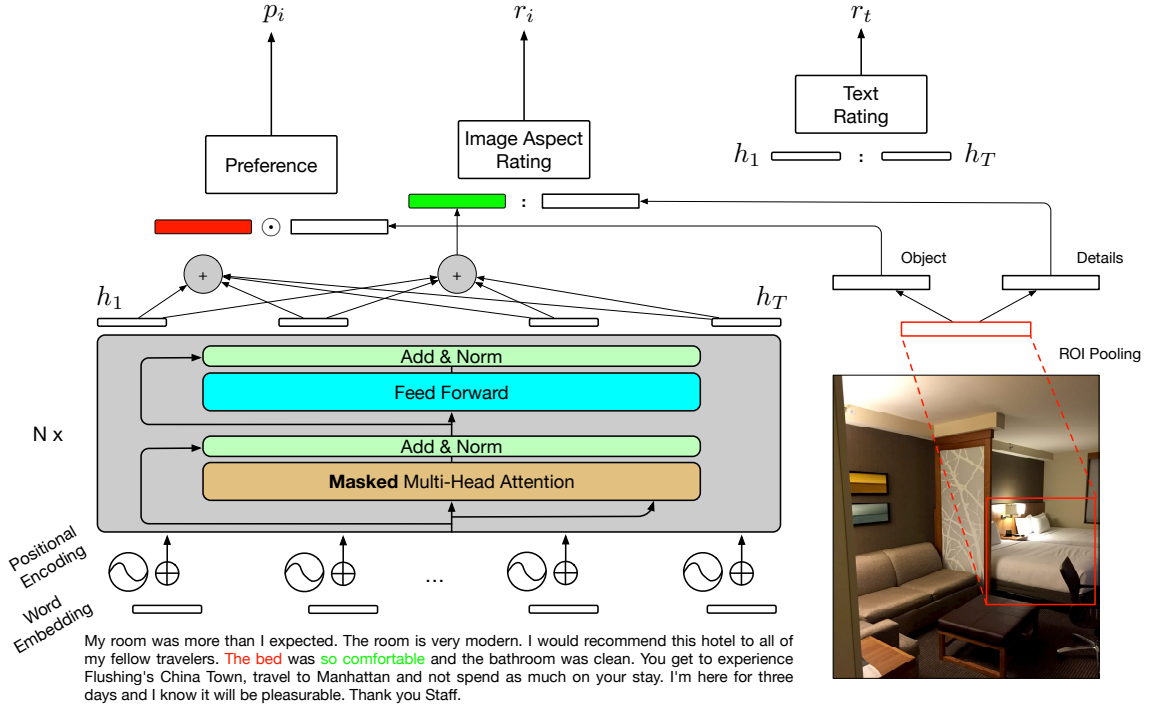 p_i
r_i
r_t
Preference
Image Aspect
Rating
Text
Rating
h_1 : h_T
:
Object
Details
h_1
h_T
ROI Pooling
Add & Norm
Feed Forward
N x
Add & Norm
Masked Multi-Head Attention
Positional
Encoding
...
Word
Embedding
My room was more than I expected. The room is very modern. I would recommend this hotel to all of
my fellow travelers. The bed was so comfortable and the bathroom was clean. You get to experience
Flushing's China Town, travel to Manhattan and not spend as much on your stay. I'm here for three
days and I know it will be pleasurable. Thank you Staff.